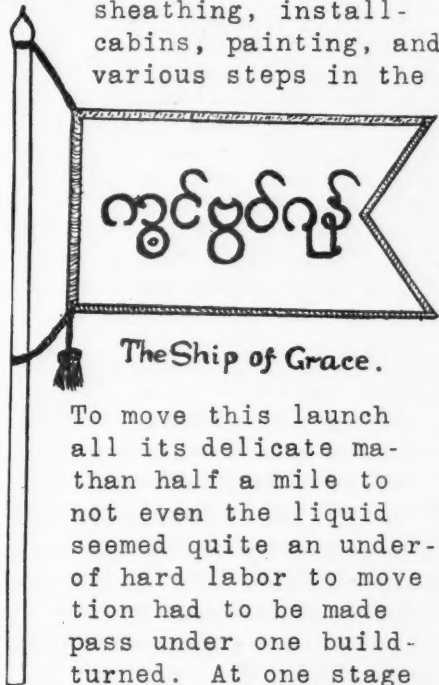 sheathing, install-
cabins, painting, and
various steps in the
The Ship of Grace.
To move this launch
all its delicate ma-
than half a mile to
not even the liquid
seemed quite an under-
of hard labor to move
tion had to be made
pass under one build-
turned. At one stage